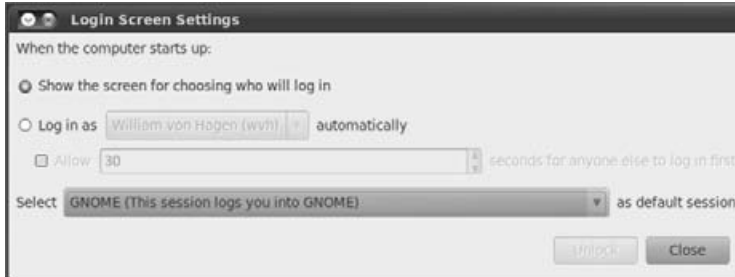 Login Screen Settings
When the computer starts up:
Show the screen for choosing who will log in
Log in as William von Hagen (wvh) automatically
Allow 30 seconds for anyone else to log in first
Select GNOME (This session logs you into GNOME) as default session
Unlock Close